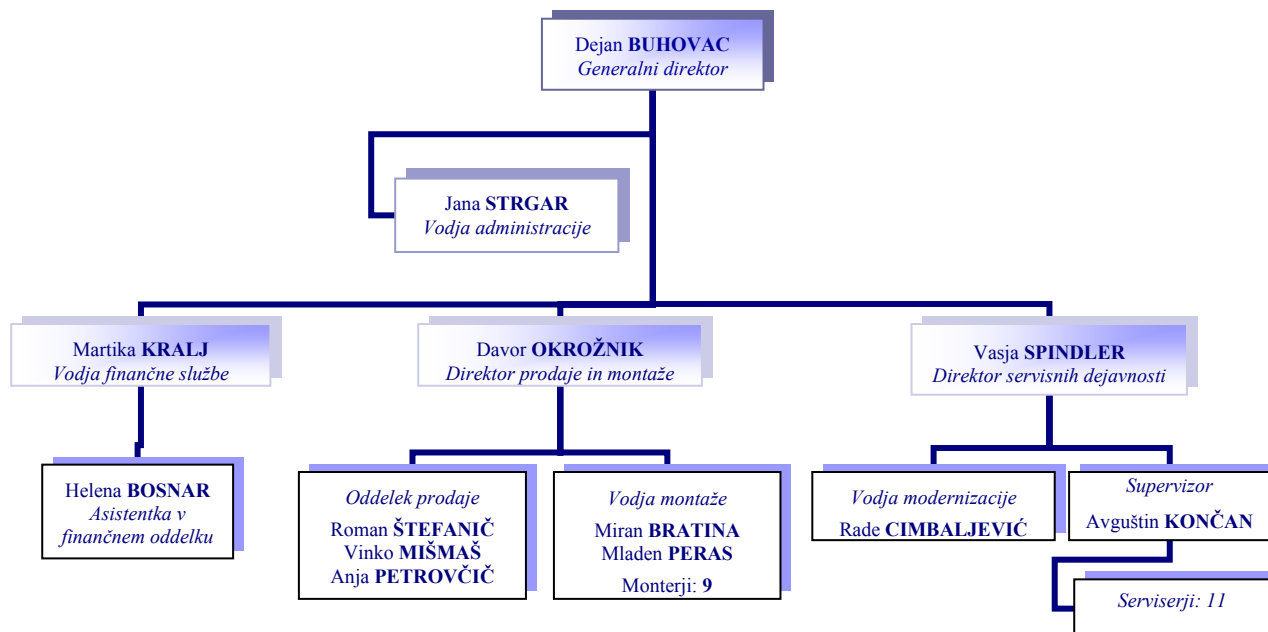 Dejan BUHOVAC
Generalni direktor
Jana STRGAR
Vodja administracije
Martika KRALJ
Vodja finančne službe
Davor OKROŽNIK
Direktor prodaje in montaže
Vasja SPINDLER
Direktor servisnih dejavnosti
Helena BOSNAR
Asistentka v
finančnem oddelku
Oddelek prodaje
Roman ŠTEFANIČ
Vinko MIŠMAŠ
Anja PETROVČIČ
Vodja montaže
Miran BRATINA
Mladen PERAS
Monterji: 9
Vodja modernizacije
Rade CIMBALJEVIĆ
Supervizor
Avguštin KONČAN
Serviserji: 11